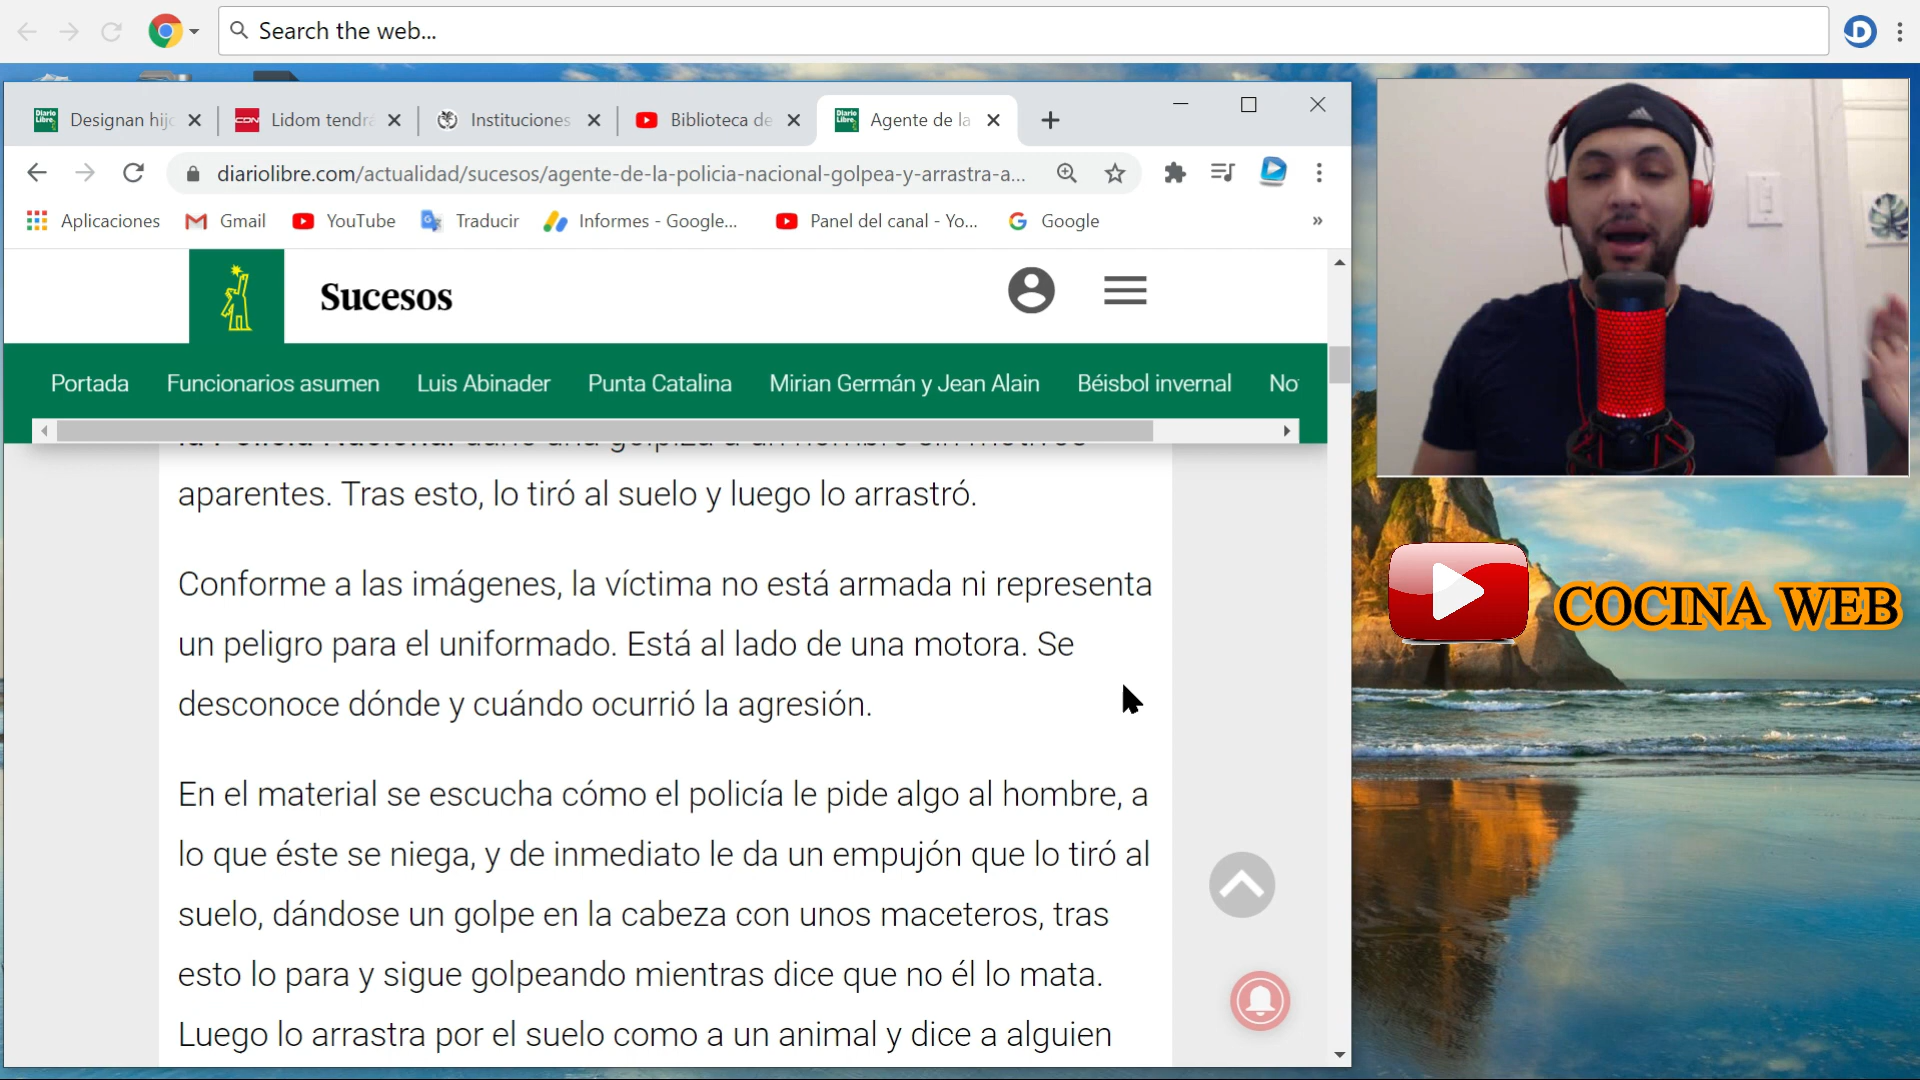 Search the web...
Designan hijo
Lidom tendrá
Instituciones
Biblioteca de
Agente de la
diariolibre.com/actualidad/sucesos/agente-de-la-policia-nacional-golpea-y-arrastra-a...
Aplicaciones
Gmail
YouTube
Traducir
Informes - Google...
Panel del canal - Yo...
Google
»
Sucesos
Portada
Funcionarios asumen
Luis Abinader
Punta Catalina
Mirian Germán y Jean Alain
Béisbol invernal
No
aparentes. Tras esto, lo tiró al suelo y luego lo arrastró.
Conforme a las imágenes, la víctima no está armada ni representa
un peligro para el uniformado. Está al lado de una motora. Se
desconoce dónde y cuándo ocurrió la agresión.
En el material se escucha cómo el policía le pide algo al hombre, a
lo que éste se niega, y de inmediato le da un empujón que lo tiró al
suelo, dándose un golpe en la cabeza con unos maceteros, tras
esto lo para y sigue golpeando mientras dice que no él lo mata.
Luego lo arrastra por el suelo como a un animal y dice a alguien
COCINA WEB